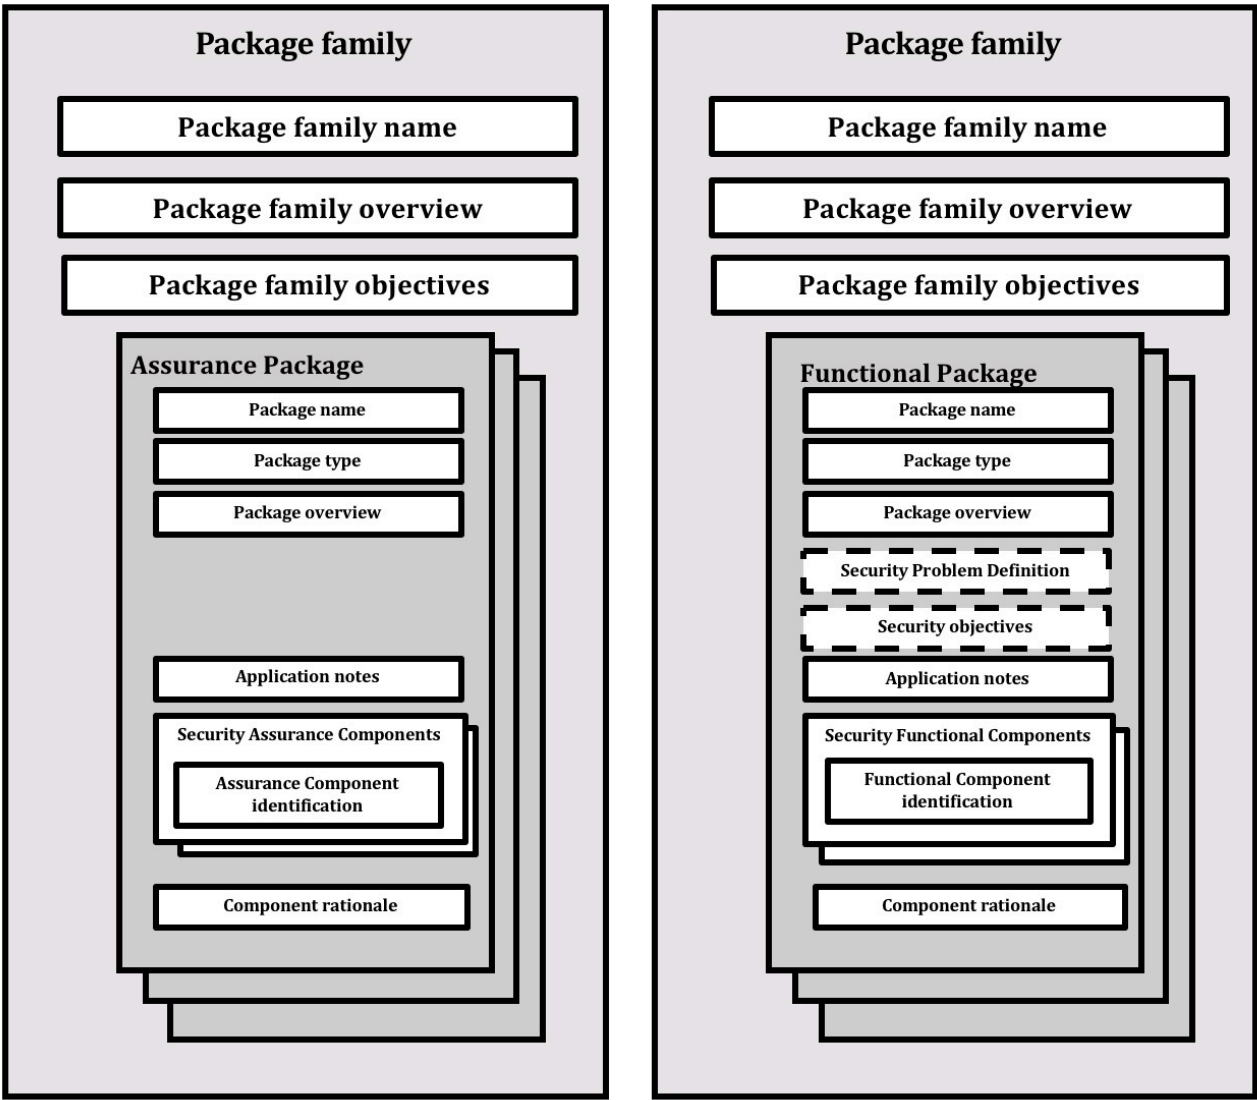 Package family
Package family name
Package family overview
Package family objectives
Assurance Package
Package name
Package type
Package overview
Application notes
Security Assurance Components
Assurance Component
identification
Component rationale
Package family
Package family name
Package family overview
Package family objectives
Functional Package
Package name
Package type
Package overview
Security Problem Definition
Security objectives
Application notes
Security Functional Components
Functional Component
identification
Component rationale